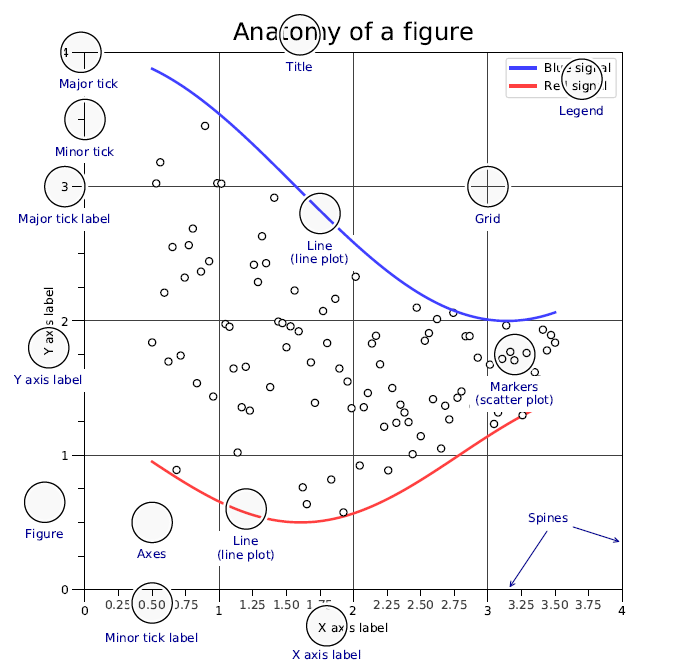 Anatomy of a figure
Title
Blue signal
Red signal
Legend
4
Major tick
Minor tick
3
Major tick label
Grid
Line
(line plot)
2
Y axis label
Y axis label
Markers
(scatter plot)
1
Figure
Axes
Line
(line plot)
Spines
0
0 0.25 0.50 0.75 1 1.25 1.50 1.75 2 2.25 2.50 2.75 3 3.25 3.50 3.75 4
Minor tick label
X axis label
X axis label